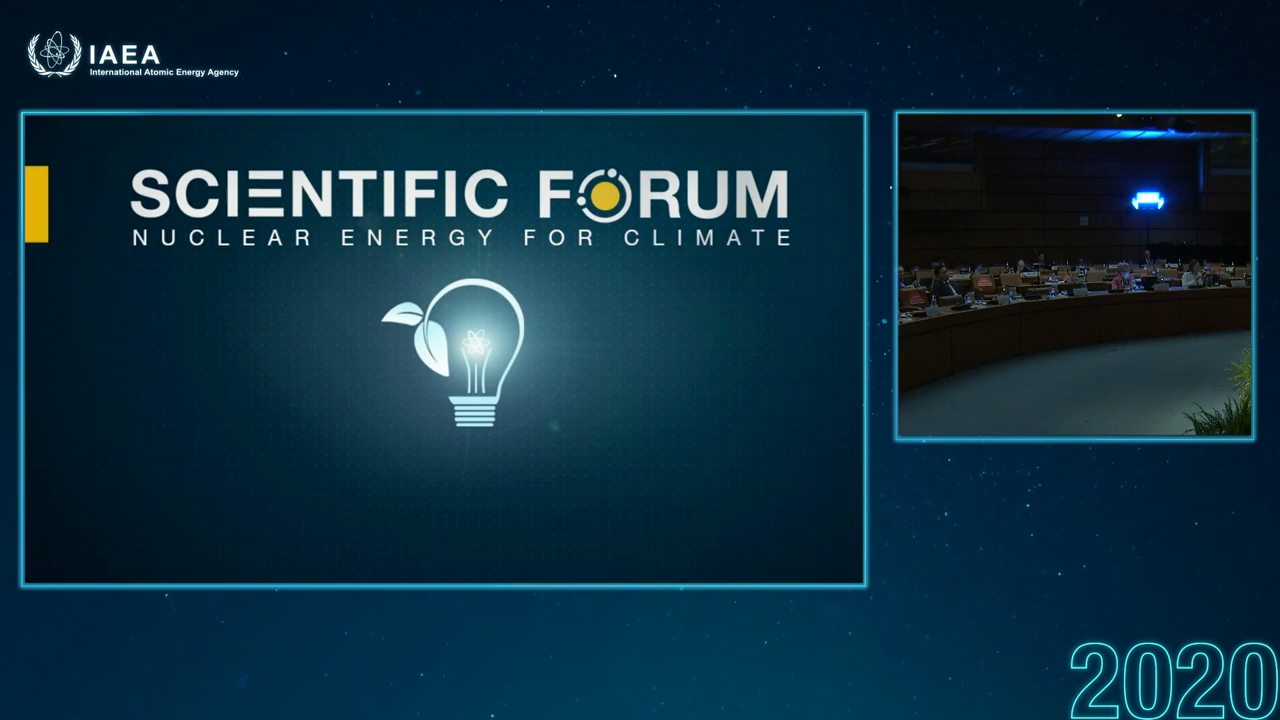 IAEA
International Atomic Energy Agency
SCIENTIFIC FORUM
NUCLEAR ENERGY FOR CLIMATE
2020